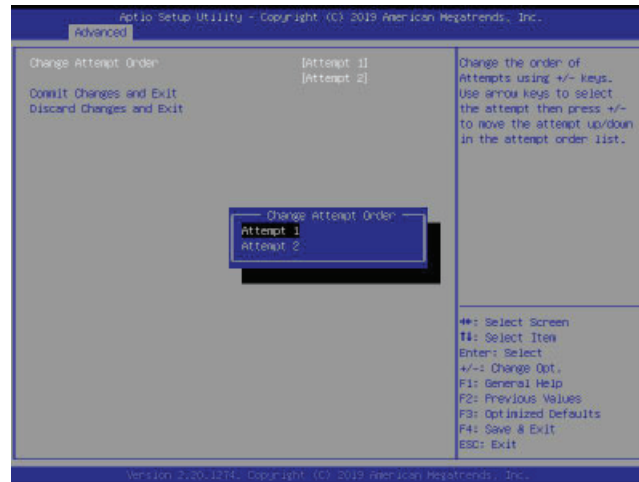 Aptio Setup Utility - Copyright (C) 2019 American Megatrends, Inc.
Advanced
Change Attempt Order [Attempt 1]
[Attempt 2]
Commit Changes and Exit
Discard Changes and Exit
Change the order of
Attempts using +/- keys.
Use arrow keys to select
the attempt then press +/-
to move the attempt up/down
in the attempt order list.
Change Attempt Order
Attempt 1
Attempt 2
→←: Select Screen
↑↓: Select Item
Enter: Select
+/-: Change Opt.
F1: General Help
F2: Previous Values
F3: Optimized Defaults
F4: Save & Exit
ESC: Exit
Version 2.20.1274. Copyright (C) 2019 American Megatrends, Inc.